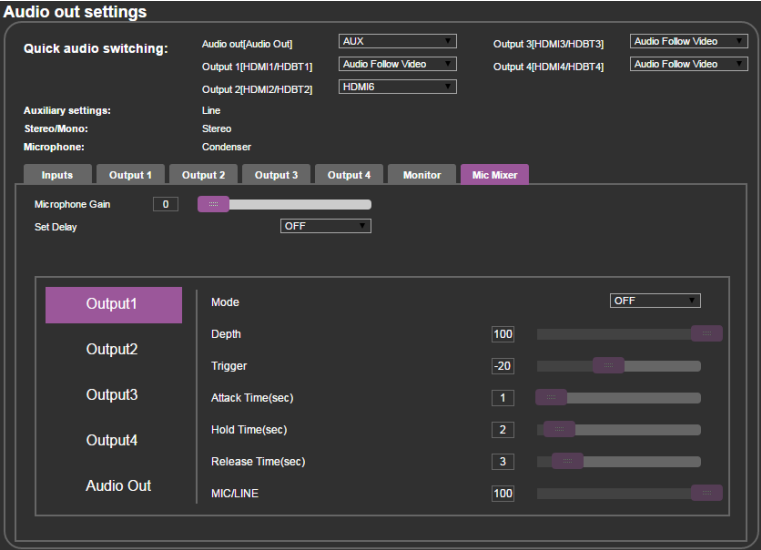 Audio out settings
Quick audio switching:
Audio out[Audio Out] AUX Output 3[HDMI3/HDBT3] Audio Follow Video
Output 1[HDMI1/HDBT1] Audio Follow Video Output 4[HDMI4/HDBT4] Audio Follow Video
Output 2[HDMI2/HDBT2] HDMI6
Auxiliary settings: Line
Stereo/Mono: Stereo
Microphone: Condenser
Inputs Output 1 Output 2 Output 3 Output 4 Monitor Mic Mixer
Microphone Gain 0
Set Delay OFF
Output1
Output2
Output3
Output4
Audio Out
Mode OFF
Depth 100
Trigger -20
Attack Time(sec) 1
Hold Time(sec) 2
Release Time(sec) 3
MIC/LINE 100